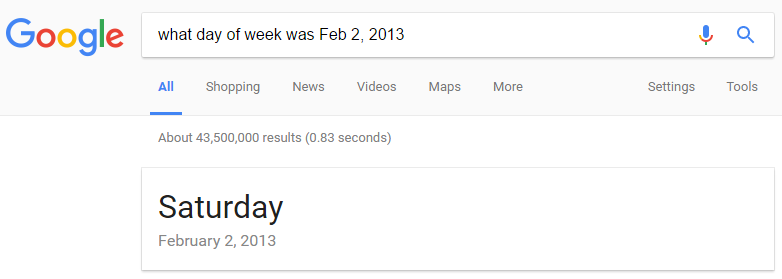 Google what day of week was Feb 2, 2013
All Shopping News Videos Maps More Settings Tools
About 43,500,000 results (0.83 seconds)
Saturday
February 2, 2013